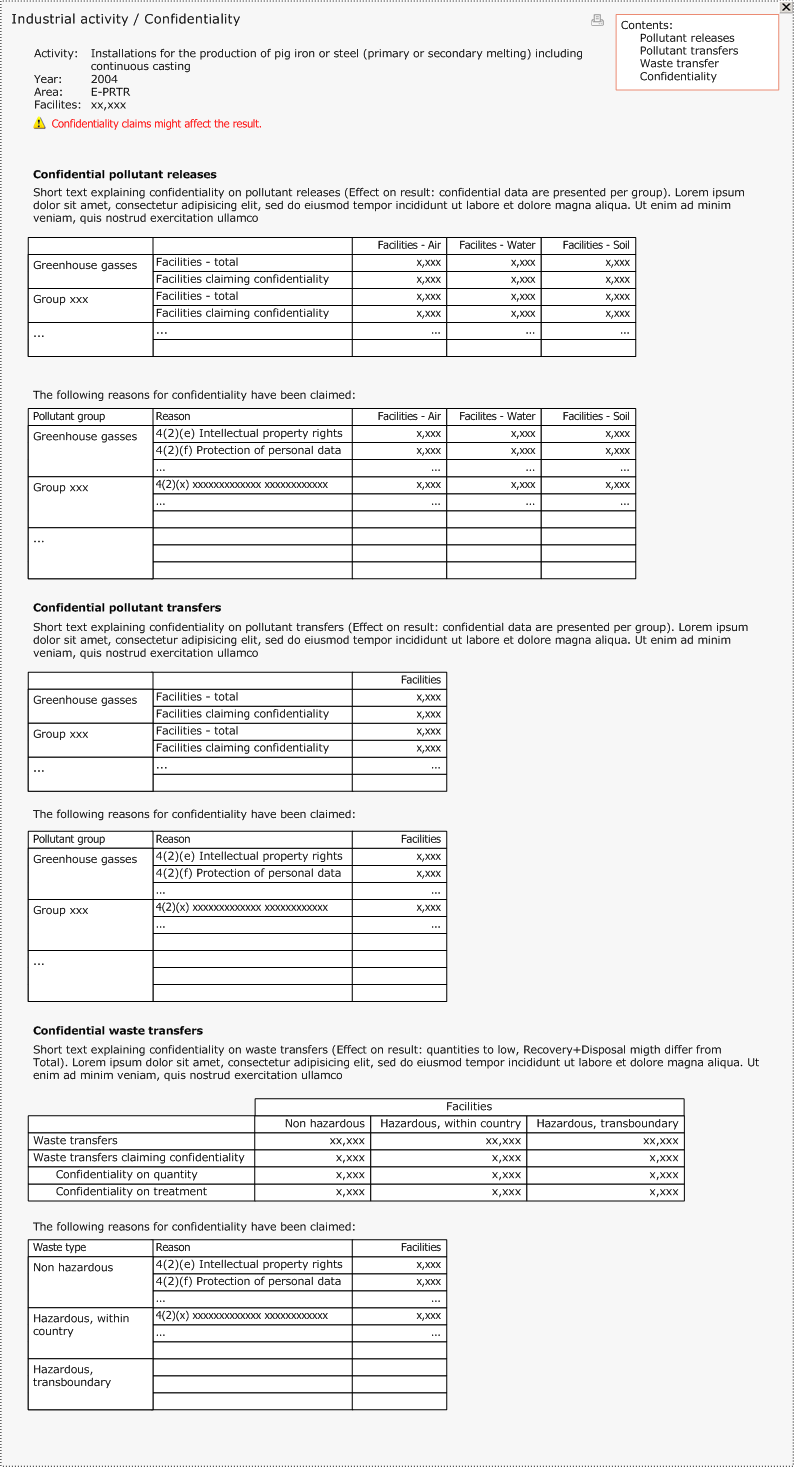 Industrial activity / Confidentiality
Contents:
Pollutant releases
Pollutant transfers
Waste transfer
Confidentiality
Activity: Installations for the production of pig iron or steel (primary or secondary melting) including
continuous casting
Year: 2004
Area: E-PRTR
Facilites: xx,xxx
Confidentiality claims might affect the result.
Confidential pollutant releases
Short text explaining confidentiality on pollutant releases (Effect on result: confidential data are presented per group). Lorem ipsum
dolor sit amet, consectetur adipisicing elit, sed do eiusmod tempor incididunt ut labore et dolore magna aliqua. Ut enim ad minim
veniam, quis nostrud exercitation ullamco
Facilities - Air Facilites - Water Facilities - Soil
Greenhouse gasses Facilities - total x,xxx x,xxx x,xxx
Facilities claiming confidentiality x,xxx x,xxx x,xxx
Group xxx Facilities - total x,xxx x,xxx x,xxx
Facilities claiming confidentiality x,xxx x,xxx x,xxx
... ... ... ... ...
The following reasons for confidentiality have been claimed:
Pollutant group Reason Facilities - Air Facilites - Water Facilities - Soil
Greenhouse gasses 4(2)(e) Intellectual property rights x,xxx x,xxx x,xxx
4(2)(f) Protection of personal data x,xxx x,xxx x,xxx
... ... ... ...
Group xxx 4(2)(x) xxxxxxxxxxxxx xxxxxxxxxxxx x,xxx x,xxx x,xxx
... ... ... ...
...
Confidential pollutant transfers
Short text explaining confidentiality on pollutant transfers (Effect on result: confidential data are presented per group). Lorem ipsum
dolor sit amet, consectetur adipisicing elit, sed do eiusmod tempor incididunt ut labore et dolore magna aliqua. Ut enim ad minim
veniam, quis nostrud exercitation ullamco
Facilities
Greenhouse gasses Facilities - total x,xxx
Facilities claiming confidentiality x,xxx
Group xxx Facilities - total x,xxx
Facilities claiming confidentiality x,xxx
... ... ...
The following reasons for confidentiality have been claimed:
Pollutant group Reason Facilities
Greenhouse gasses 4(2)(e) Intellectual property rights x,xxx
4(2)(f) Protection of personal data x,xxx
... ...
Group xxx 4(2)(x) xxxxxxxxxxxxx xxxxxxxxxxxx x,xxx
... ...
...
Confidential waste transfers
Short text explaining confidentiality on waste transfers (Effect on result: quantities to low, Recovery+Disposal migth differ from
Total). Lorem ipsum dolor sit amet, consectetur adipisicing elit, sed do eiusmod tempor incididunt ut labore et dolore magna aliqua. Ut
enim ad minim veniam, quis nostrud exercitation ullamco
Facilities
Non hazardous Hazardous, within country Hazardous, transboundary
Waste transfers xx,xxx xx,xxx xx,xxx
Waste transfers claiming confidentiality x,xxx x,xxx x,xxx
Confidentiality on quantity x,xxx x,xxx x,xxx
Confidentiality on treatment x,xxx x,xxx x,xxx
The following reasons for confidentiality have been claimed:
Waste type Reason Facilities
Non hazardous 4(2)(e) Intellectual property rights x,xxx
4(2)(f) Protection of personal data x,xxx
... ...
Hazardous, within 4(2)(x) xxxxxxxxxxxxx xxxxxxxxxxxx x,xxx
country ... ...
Hazardous,
transboundary